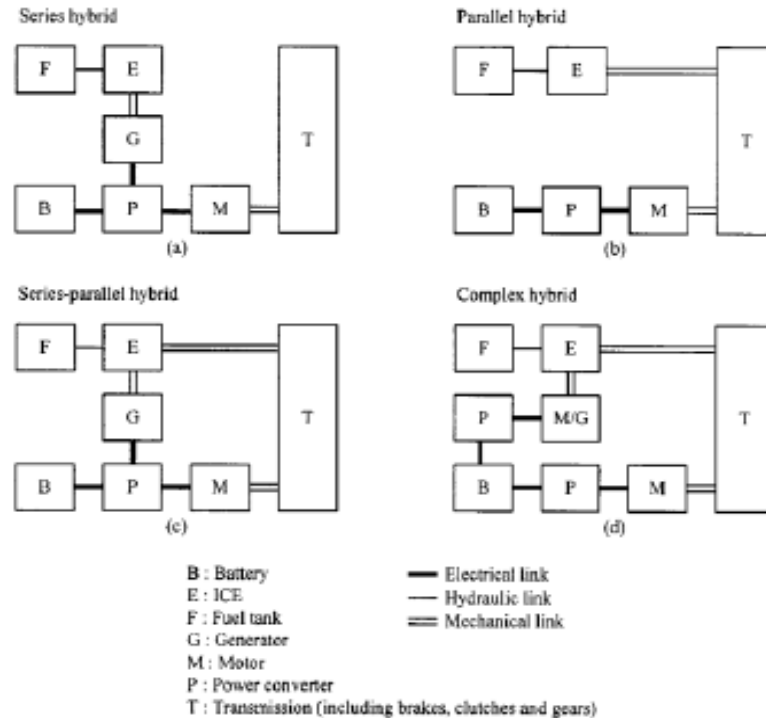 Series hybrid
Parallel hybrid
F E
G
T
B P M
(a)
F E
T
B P M
(b)
Series-parallel hybrid
Complex hybrid
F E
G
T
B P M
(c)
F E
P M/G
T
B P M
(d)
B : Battery
E : ICE
F : Fuel tank
G : Generator
M : Motor
P : Power converter
T : Transmission (including brakes, clutches and gears)
Electrical link
Hydraulic link
Mechanical link